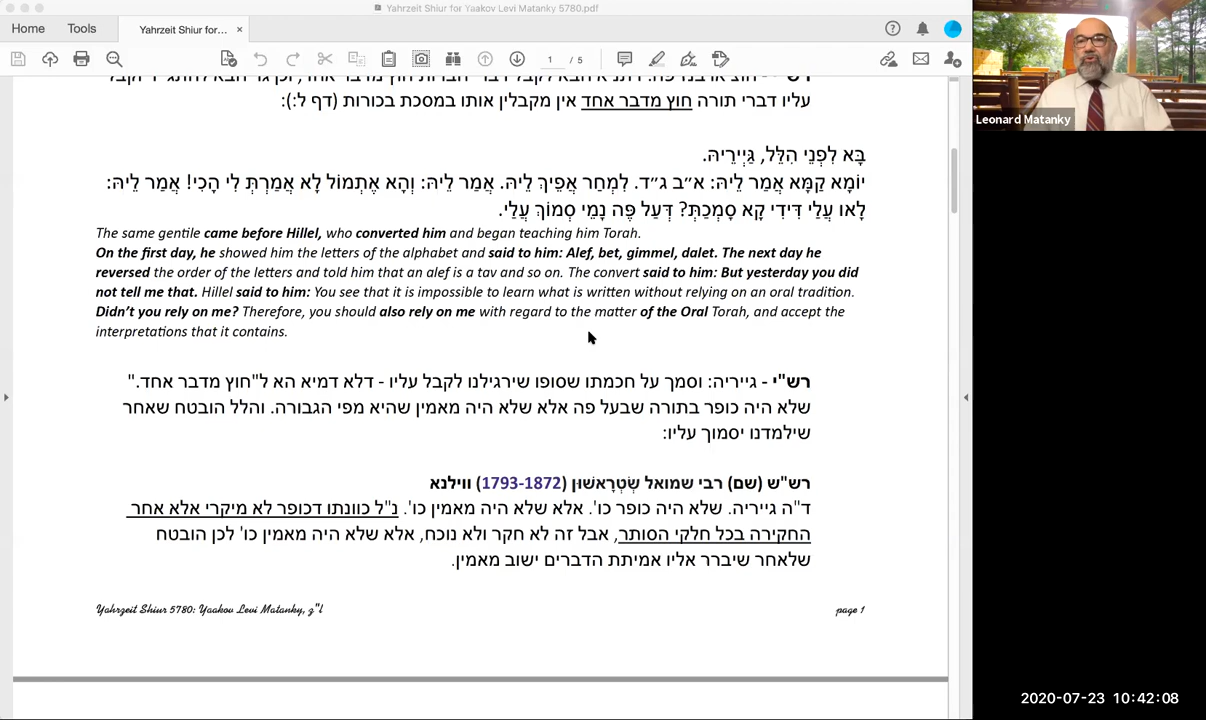 Yahrzeit Shiur for Yaakov Levi Matanky 5780.pdf
Home
Tools
Yahrzeit Shiur for...
1 / 5
Leonard Matanky
עליו דברי תורה חוץ מדבר אחד אין מקבלין אותו במסכת בכורות (דף ל:):
בָּא לִפְנֵי הִלֵּל, גַּיְירֵיהּ.
יוֹמָא קַמָּא אֲמַר לֵיהּ: א״ב ג״ד. לִמְחַר אֲפֵיךְ לֵיהּ. אֲמַר לֵיהּ: וְהָא אֶתְמוֹל לָא אֲמַרְתְּ לִי הָכִי! אֲמַר לֵיהּ:
לָאו עֲלַי דִּידִי קָא סָמְכַתְּ? דְּעַל פֶּה נָמֵי סְמוֹךְ עֲלַי.
The same gentile came before Hillel, who converted him and began teaching him Torah.
On the first day, he showed him the letters of the alphabet and said to him: Alef, bet, gimmel, dalet. The next day he
reversed the order of the letters and told him that an alef is a tav and so on. The convert said to him: But yesterday you did
not tell me that. Hillel said to him: You see that it is impossible to learn what is written without relying on an oral tradition.
Didn't you rely on me? Therefore, you should also rely on me with regard to the matter of the Oral Torah, and accept the
interpretations that it contains.
רש"י - גייריה: וסמך על חכמתו שסופו שירגילנו לקבל עליו - דלא דמיא הא ל"חוץ מדבר אחד."
שלא היה כופר בתורה שבעל פה אלא שלא היה מאמין שהיא מפי הגבורה. והלל הובטח שאחר
שילמדנו יסמוך עליו:
רש"ש (שם) רבי שמואל שְׂטְרָאשׁוּן (1793-1872) ווילנא
ד"ה גייריה. שלא היה כופר כו'. אלא שלא היה מאמין כו'. נ"ל כוונתו דכופר לא מיקרי אלא אחר
החקירה בכל חלקי הסותר, אבל זה לא חקר ולא נוכח, אלא שלא היה מאמין כו' לכן הובטח
שלאחר שיברר אליו אמיתת הדברים ישוב מאמין.
Yahrzeit Shiur 5780: Yaakov Levi Matanky, z"l
page 1
2020-07-23 10:42:08